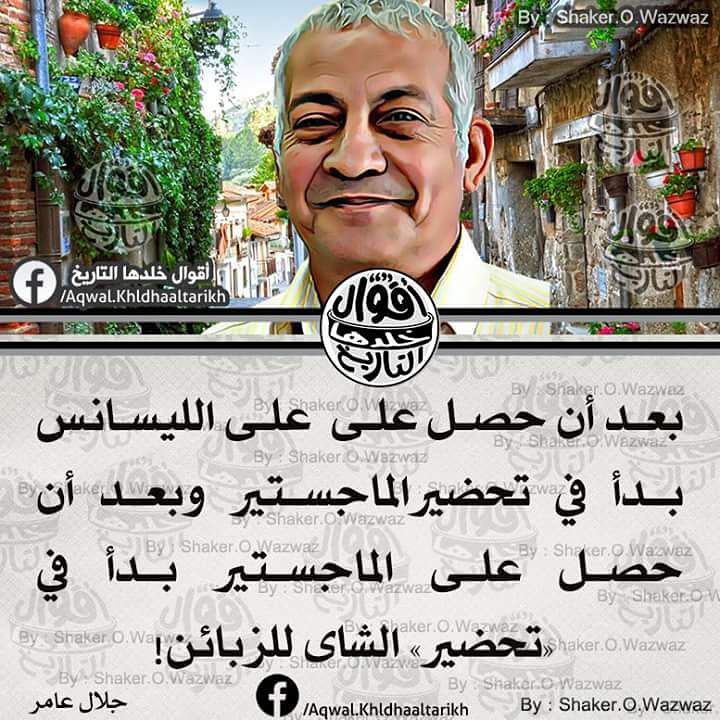 By : Shaker.O.Wazwaz
أقوال خلدها التاريخ
/Aqwal.Khldhaaltarikh
أقوال
خلدها
التاريخ
بعد أن حصل على على الليسانس
بدأ في تحضير الماجستير وبعد أن
حصل على الماجستير بدأ في
«تحضير» الشاى للزبائن!
جلال عامر
/Aqwal.Khldhaaltarikh
By : Shaker.O.Wazwaz